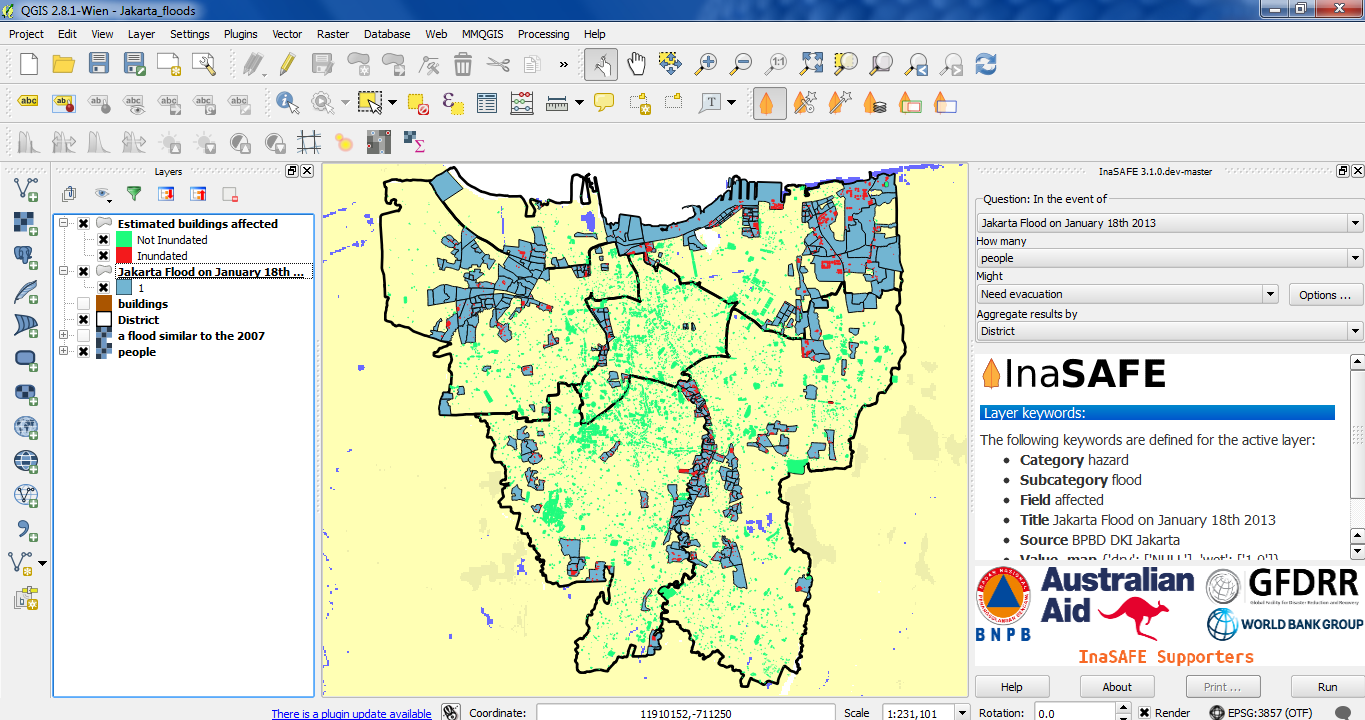 QGIS 2.8.1-Wien - Jakarta_floods
Project Edit View Layer Settings Plugins Vector Raster Database Web MMQGIS Processing Help
Layers
Estimated buildings affected
Not Inundated
Inundated
Jakarta Flood on January 18th ...
1
buildings
District
a flood similar to the 2007
people
InaSAFE 3.1.0.dev-master
Question: In the event of
Jakarta Flood on January 18th 2013
How many
people
Might
Need evacuation
Options ...
Aggregate results by
District
InaSAFE
Layer keywords:
The following keywords are defined for the active layer:
• Category hazard
• Subcategory flood
• Field affected
• Title Jakarta Flood on January 18th 2013
• Source BPBD DKI Jakarta
BNPB
Australian Aid
GFDRR
Global Facility for Disaster Reduction and Recovery
WORLD BANK GROUP
InaSAFE Supporters
Help About Print ... Run
There is a plugin update available Coordinate: 11910152,-711250 Scale 1:231,101 Rotation: 0.0 Render EPSG:3857 (OTF)